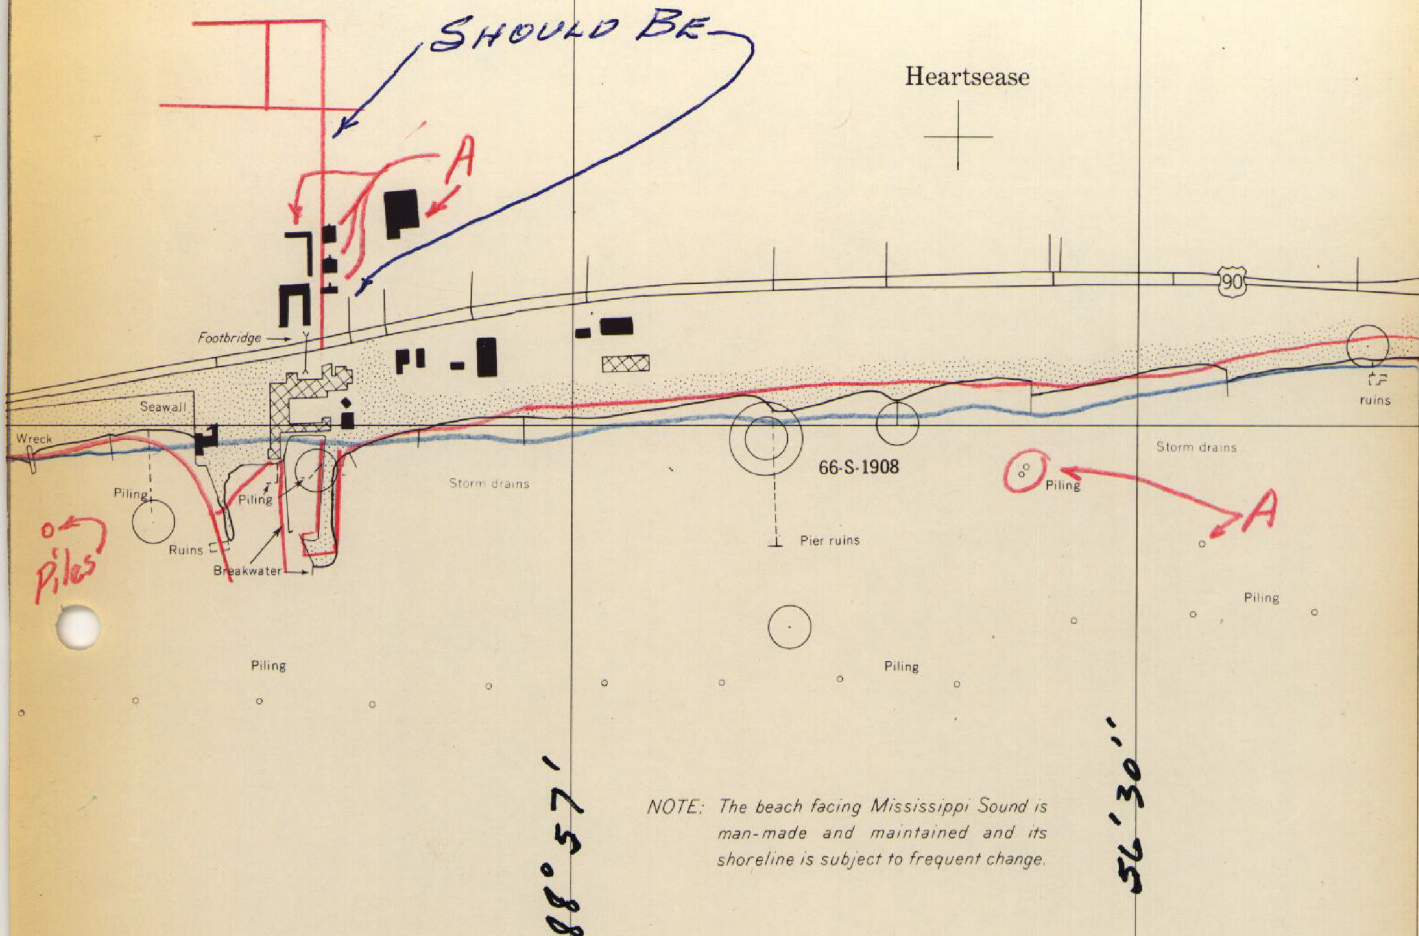 SHOULD BE
Heartsease
A
90
Footbridge
Seawall
Wreck
ruins
Storm drains
66-S-1908
Piling
Piling
Piling
Storm drains
A
Piles
Ruins
Pier ruins
Breakwater
Piling
Piling
Piling
88° 57'
56' 30"
NOTE: The beach facing Mississippi Sound is
man-made and maintained and its
shoreline is subject to frequent change.